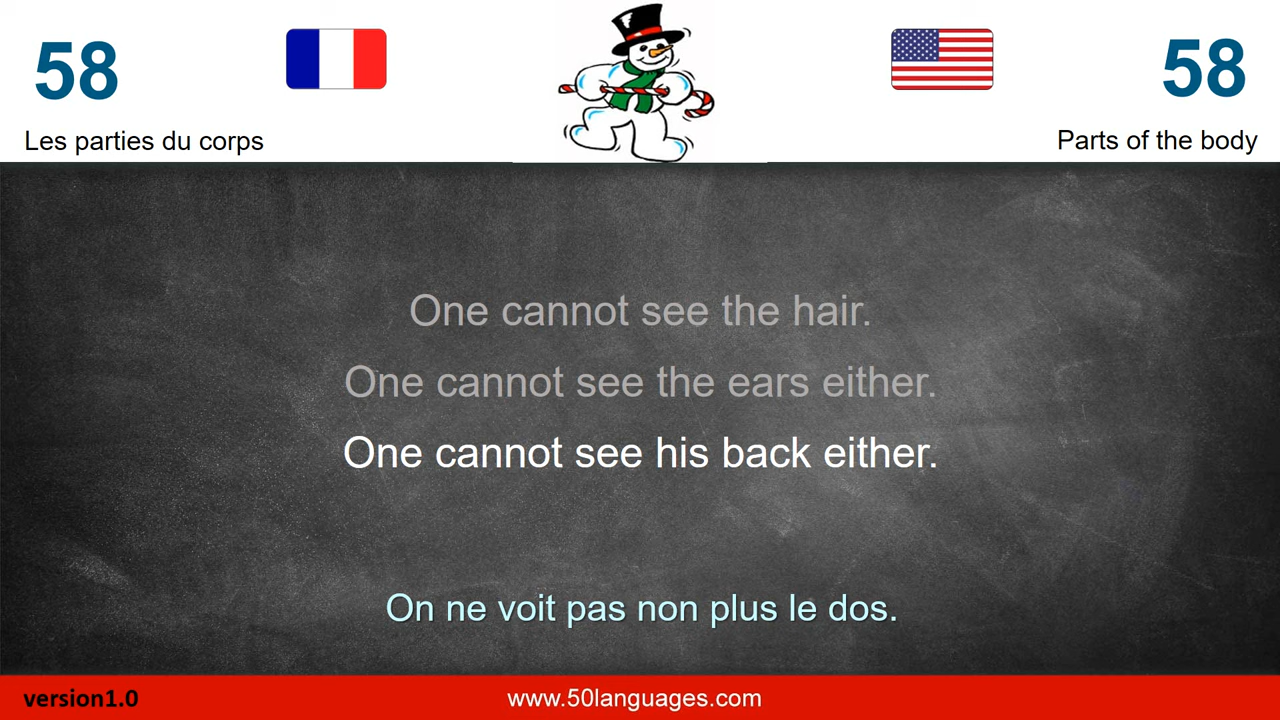 58
58
Les parties du corps
Parts of the body
One cannot see the hair.
One cannot see the ears either.
One cannot see his back either.
On ne voit pas non plus le dos.
version1.0
www.50languages.com